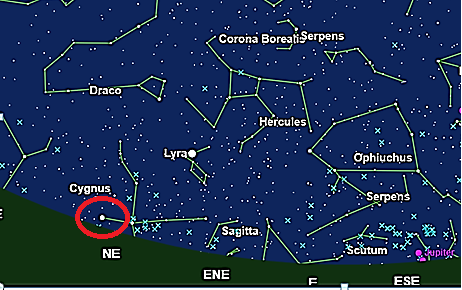 Corona Borealis
Serpens
Draco
Hercules
Lyra
Ophiuchus
Cygnus
Serpens
Sagitta
Scutum
Jupiter
NE
ENE
E
ESE